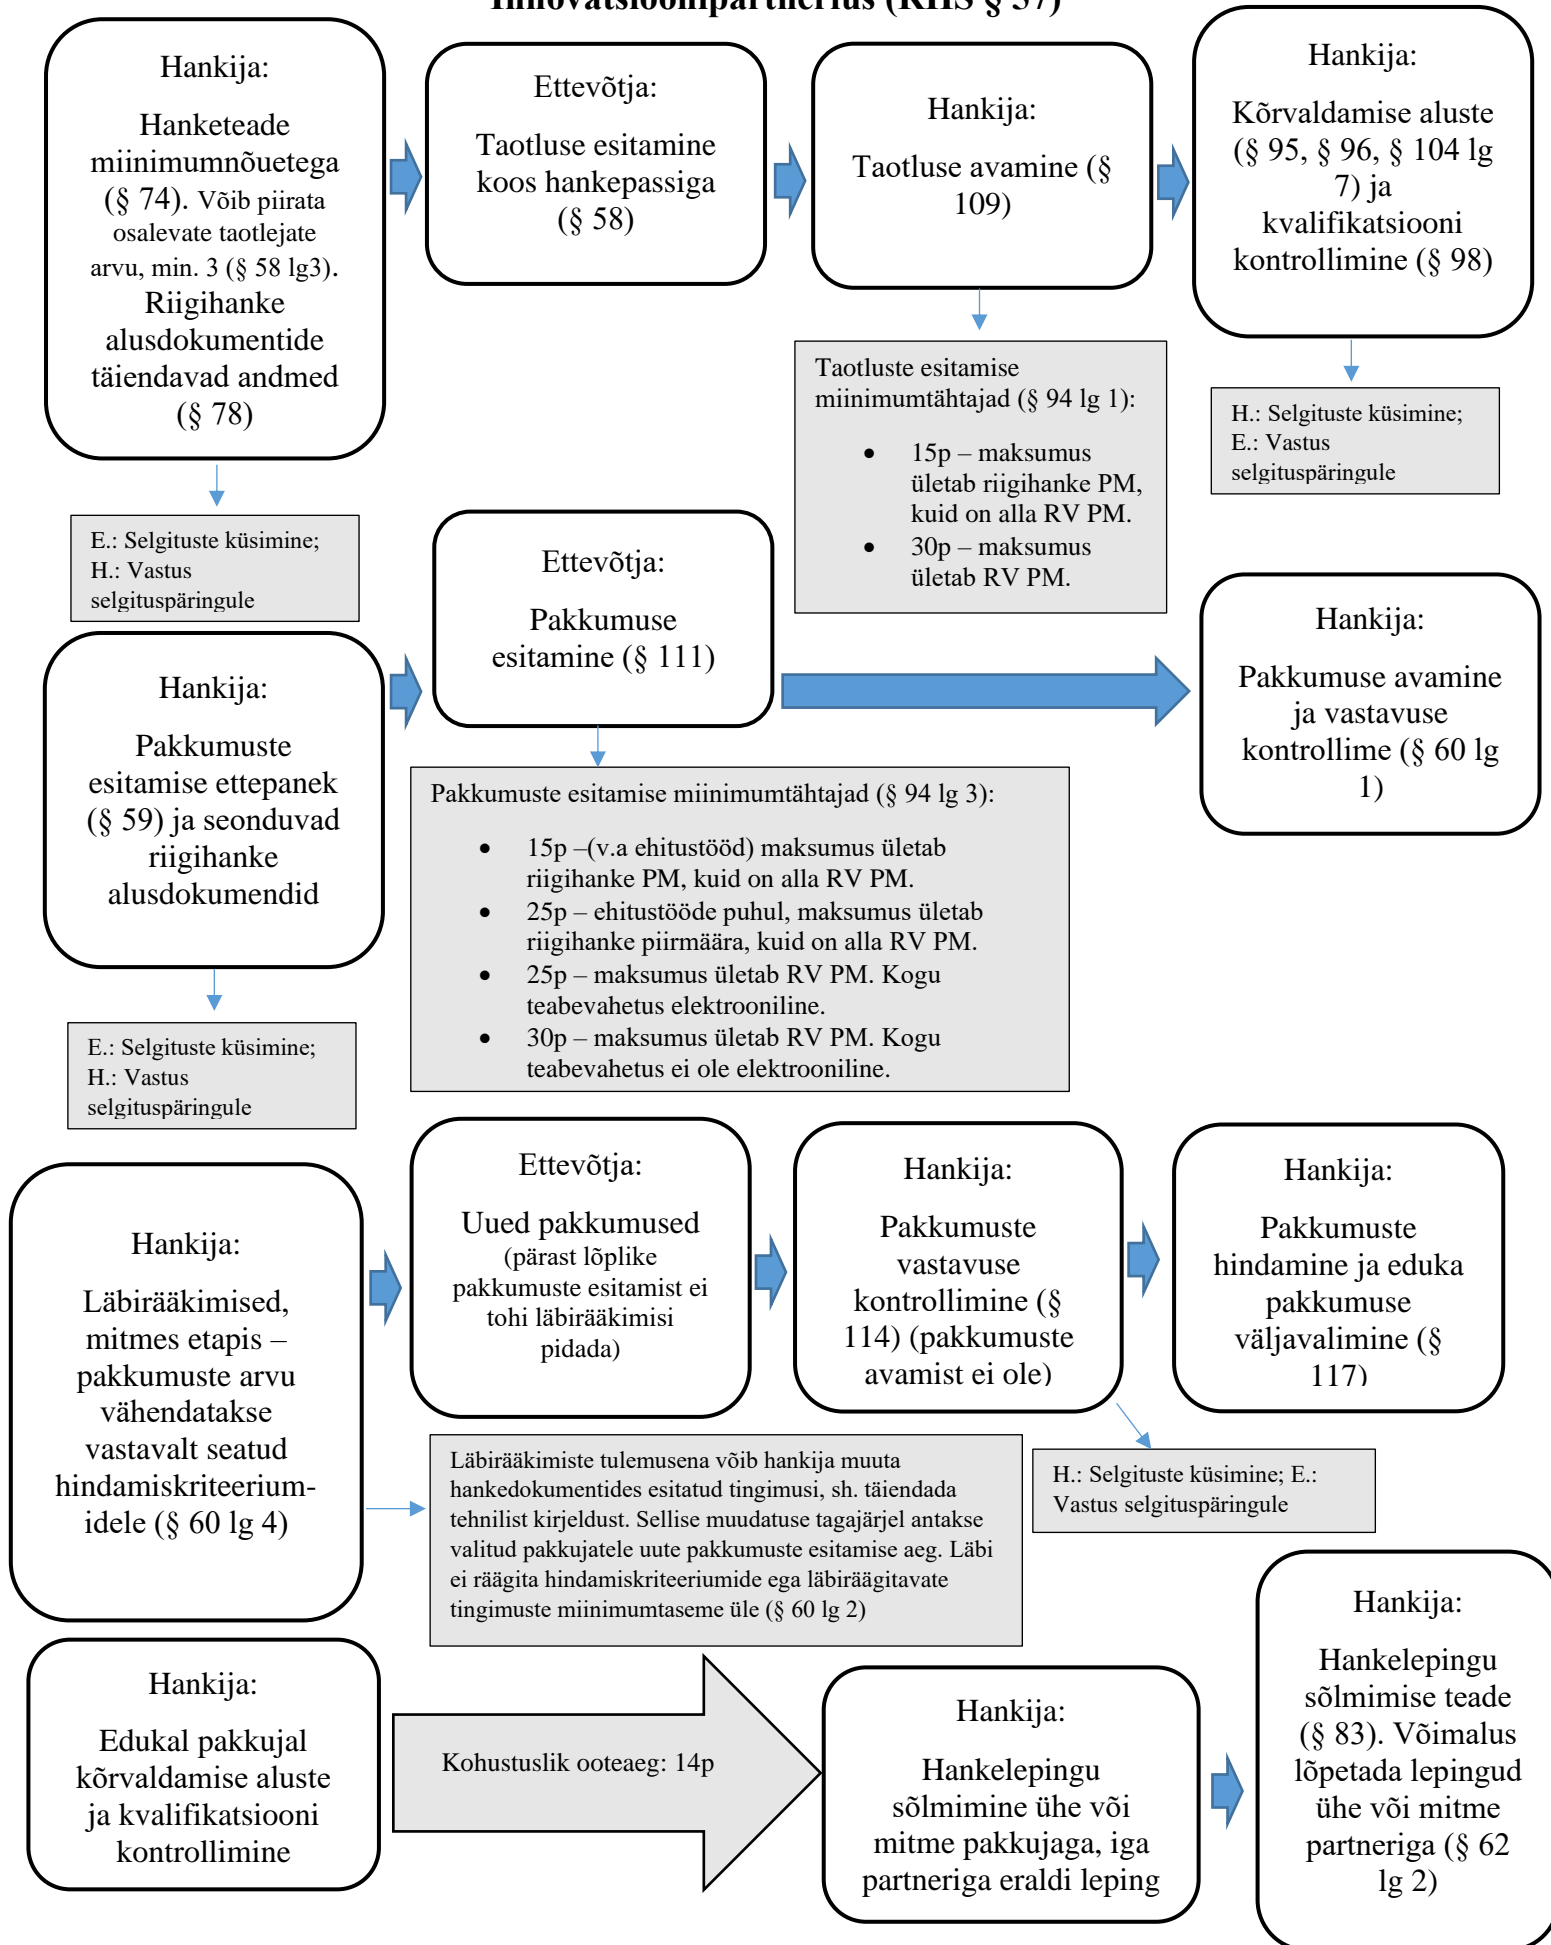 Innovatsioonipartnerius (RHS § 57)
Hankija:
Hanketeade
miinimumnõuetega
(§ 74). Võib piirata
osalevate taotlejate
arvu, min. 3 (§ 58 lg3).
Riigihanke
alusdokumentide
täiendavad andmed
(§ 78)
Ettevõtja:
Taotluse esitamine
koos hankepassiga
(§ 58)
Hankija:
Taotluse avamine (§
109)
Hankija:
Kõrvaldamise aluste
(§ 95, § 96, § 104 lg
7) ja
kvalifikatsiooni
kontrollimine (§ 98)
E.: Selgituste küsimine;
H.: Vastus
selgituspäringule
Taotluste esitamise
miinimumtähtajad (§ 94 lg 1):
• 15p – maksumus
ületab riigihanke PM,
kuid on alla RV PM.
• 30p – maksumus
ületab RV PM.
H.: Selgituste küsimine;
E.: Vastus
selgituspäringule
Hankija:
Pakkumuste
esitamise ettepanek
(§ 59) ja seonduvad
riigihanke
alusdokumendid
Ettevõtja:
Pakkumuse
esitamine (§ 111)
Hankija:
Pakkumuse avamine
ja vastavuse
kontrollime (§ 60 lg
1)
E.: Selgituste küsimine;
H.: Vastus
selgituspäringule
Pakkumuste esitamise miinimumtähtajad (§ 94 lg 3):
• 15p –(v.a ehitustööd) maksumus ületab
riigihanke PM, kuid on alla RV PM.
• 25p – ehitustööde puhul, maksumus ületab
riigihanke piirmäära, kuid on alla RV PM.
• 25p – maksumus ületab RV PM. Kogu
teabevahetus elektrooniline.
• 30p – maksumus ületab RV PM. Kogu
teabevahetus ei ole elektrooniline.
Hankija:
Läbirääkimised,
mitmes etapis –
pakkumuste arvu
vähendatakse
vastavalt seatud
hindamiskriteerium-
idele (§ 60 lg 4)
Ettevõtja:
Uued pakkumused
(pärast lõplike
pakkumuste esitamist ei
tohi läbirääkimisi
pidada)
Hankija:
Pakkumuste
vastavuse
kontrollimine (§
114) (pakkumuste
avamist ei ole)
Hankija:
Pakkumuste
hindamine ja eduka
pakkumuse
väljavalimine (§
117)
Läbirääkimiste tulemusena võib hankija muuta
hankedokumentides esitatud tingimusi, sh. täiendada
tehnilist kirjeldust. Sellise muudatuse tagajärjel antakse
valitud pakkujatele uute pakkumuste esitamise aeg. Läbi
ei räägita hindamiskriteeriumide ega läbiräägitavate
tingimuste miinimumtaseme üle (§ 60 lg 2)
H.: Selgituste küsimine; E.:
Vastus selgituspäringule
Hankija:
Edukal pakkujal
kõrvaldamise aluste
ja kvalifikatsiooni
kontrollimine
Kohustuslik ooteaeg: 14p
Hankija:
Hankelepingu
sõlmimine ühe või
mitme pakkujaga, iga
partneriga eraldi leping
Hankija:
Hankelepingu
sõlmimise teade
(§ 83). Võimalus
lõpetada lepingud
ühe või mitme
partneriga (§ 62
lg 2)